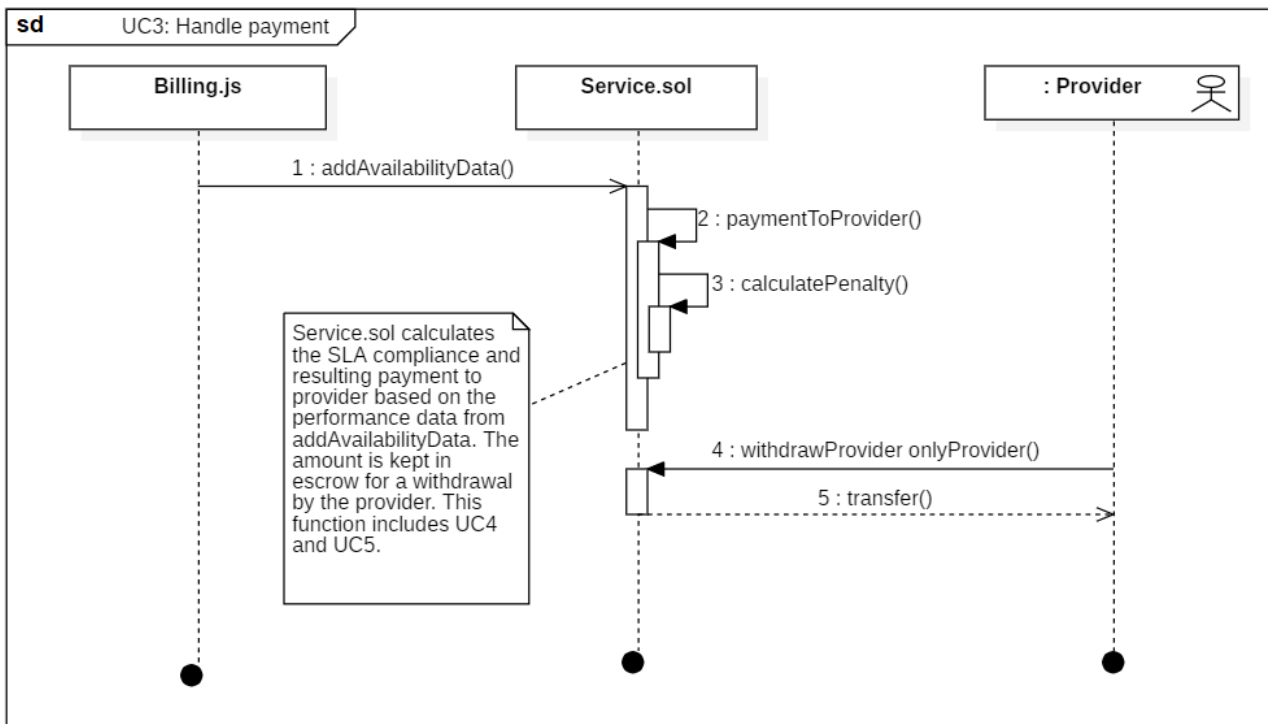 sd
UC3: Handle payment
Billing.js
Service.sol
: Provider
1 : addAvailabilityData()
2 : paymentToProvider()
3 : calculatePenalty()
Service.sol calculates
the SLA compliance and
resulting payment to
provider based on the
performance data from
addAvailabilityData. The
amount is kept in
escrow for a withdrawal
by the provider. This
function includes UC4
and UC5.
4 : withdrawProvider onlyProvider()
5 : transfer()